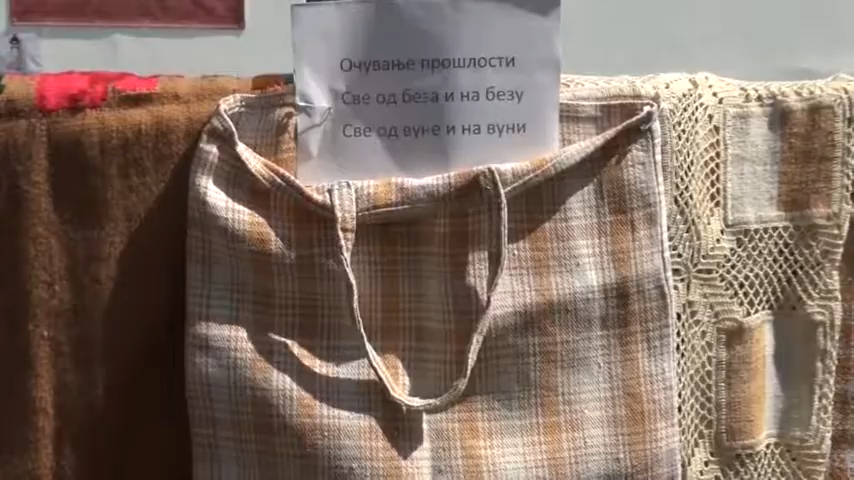 Очување прошлости
Све од беза и на безу
Све од вуне и на вуни